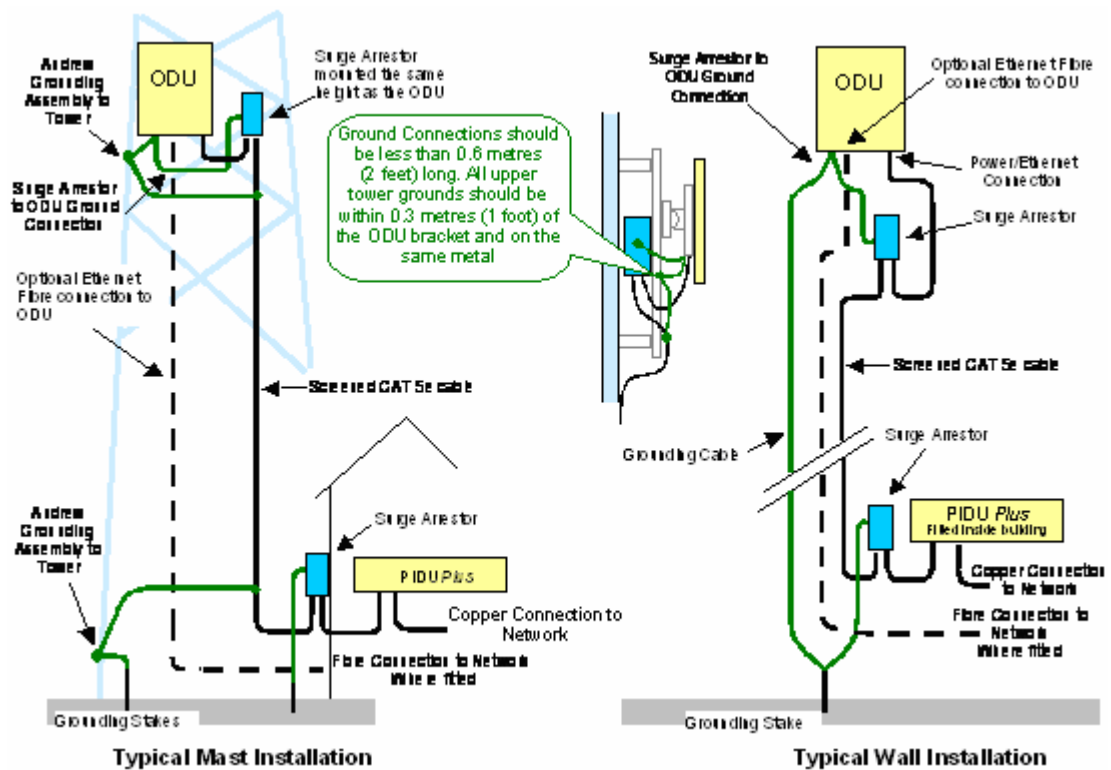 Andrew
Grounding
Assembly to
Tower
ODU
Surge Arrestor
mounted the same
height as the ODU
Surge Arrestor
to ODU Ground
Connection
Optional Ethernet
Fibre connection to
ODU
Screened CAT 5e cable
Andrew
Grounding
Assembly to
Tower
Surge Arrestor
PIDU Plus
Copper Connection to
Network
Fibre Connection to Network
Where fitted
Grounding Stakes
Typical Mast Installation
Ground Connections should
be less than 0.6 metres
(2 feet) long. All upper
tower grounds should be
within 0.3 metres (1 foot) of
the ODU bracket and on the
same metal
Surge Arrestor to
ODU Ground
Connection
Optional Ethernet Fibre
connection to ODU
ODU
Power/Ethernet
Connection
Surge Arrestor
Screened CAT 5e cable
Grounding Cable
Surge Arrestor
PIDU Plus
Fitted inside building
Copper Connection
to Network
Fibre Connection to
Network
Where fitted
Grounding Stake
Typical Wall Installation